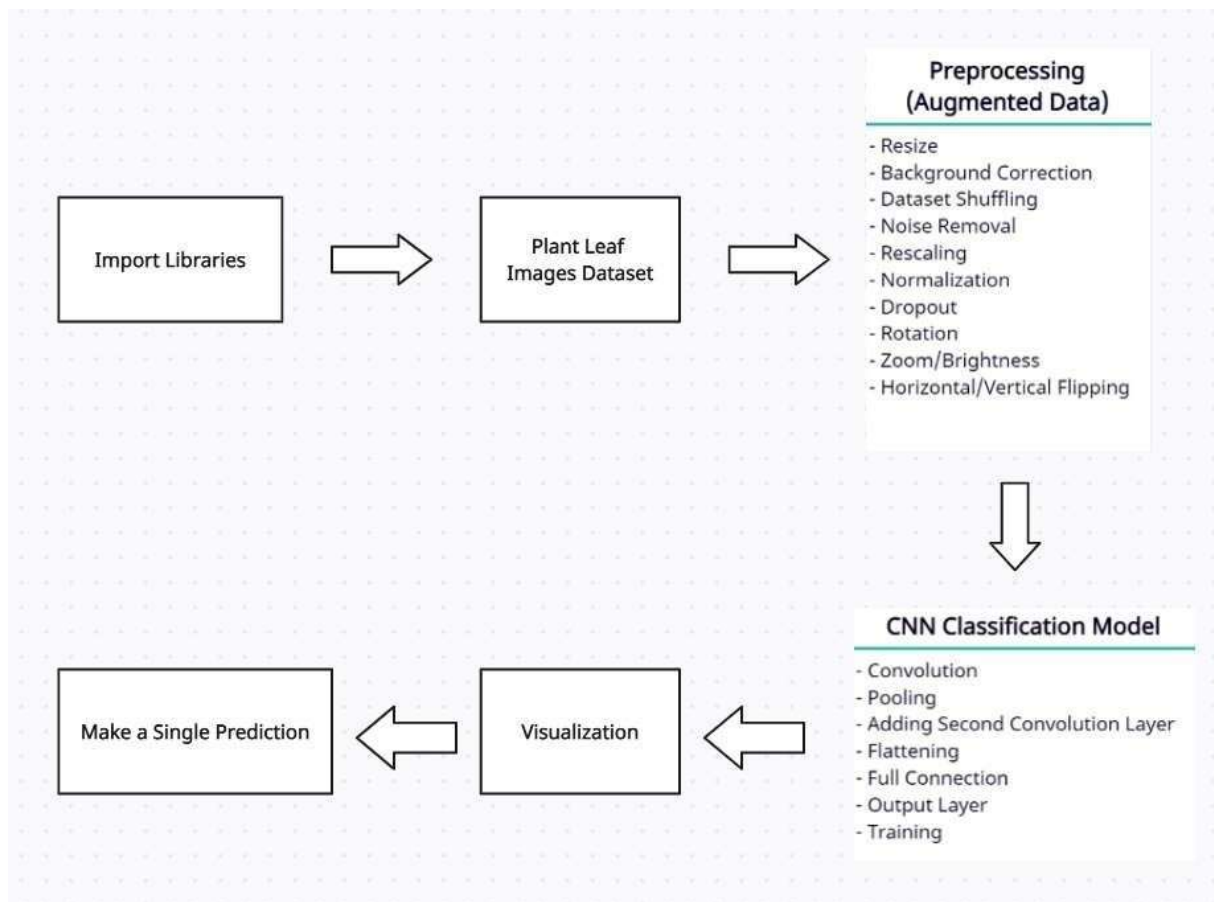 Import Libraries
Plant Leaf
Images Dataset
Preprocessing
(Augmented Data)
- Resize
- Background Correction
- Dataset Shuffling
- Noise Removal
- Rescaling
- Normalization
- Dropout
- Rotation
- Zoom/Brightness
- Horizontal/Vertical Flipping
CNN Classification Model
- Convolution
- Pooling
- Adding Second Convolution Layer
- Flattening
- Full Connection
- Output Layer
- Training
Visualization
Make a Single Prediction